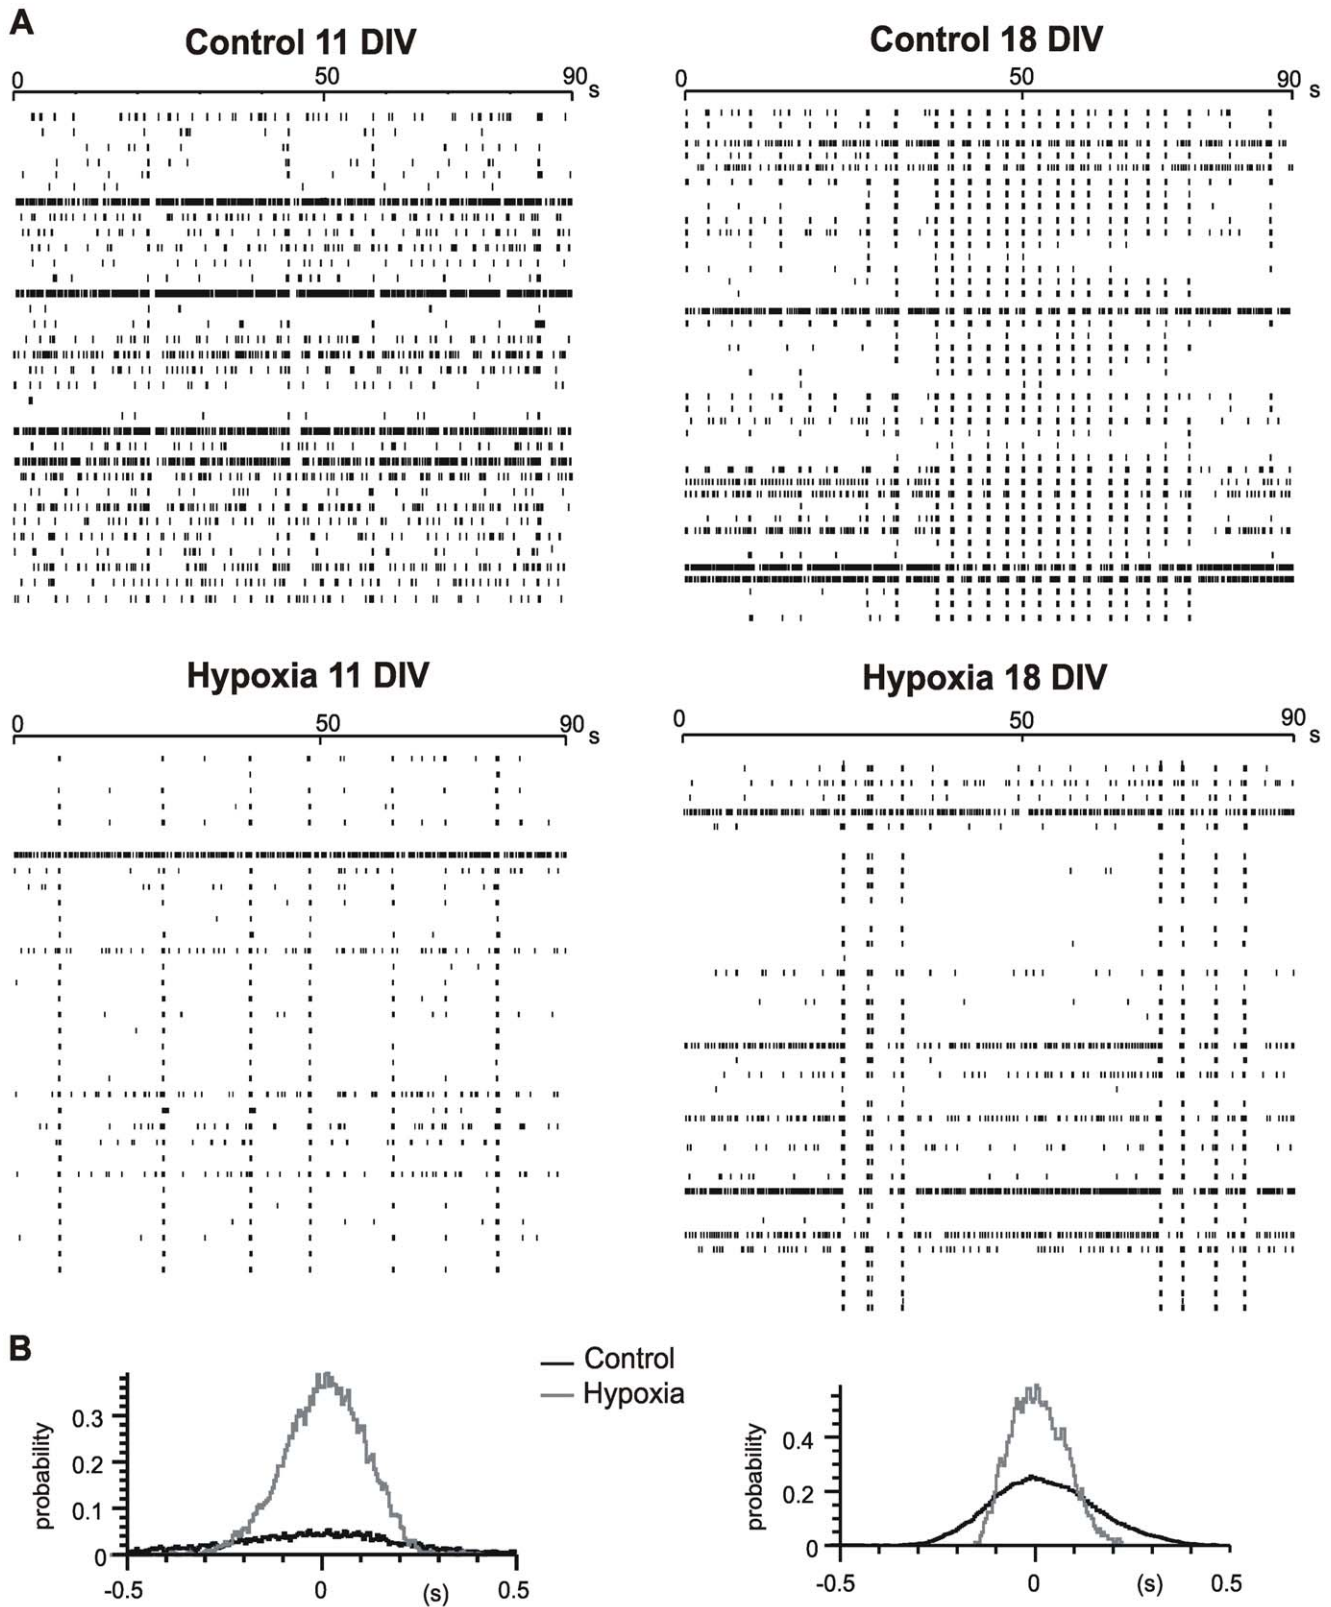 A
Control 11 DIV
0 50 90 s
Control 18 DIV
0 50 90 s
Hypoxia 11 DIV
0 50 90 s
Hypoxia 18 DIV
0 50 90 s
B
Control
Hypoxia
probability
0.3
0.2
0.1
0
-0.5 0 (s) 0.5
probability
0.4
0.2
0
-0.5 0 (s) 0.5